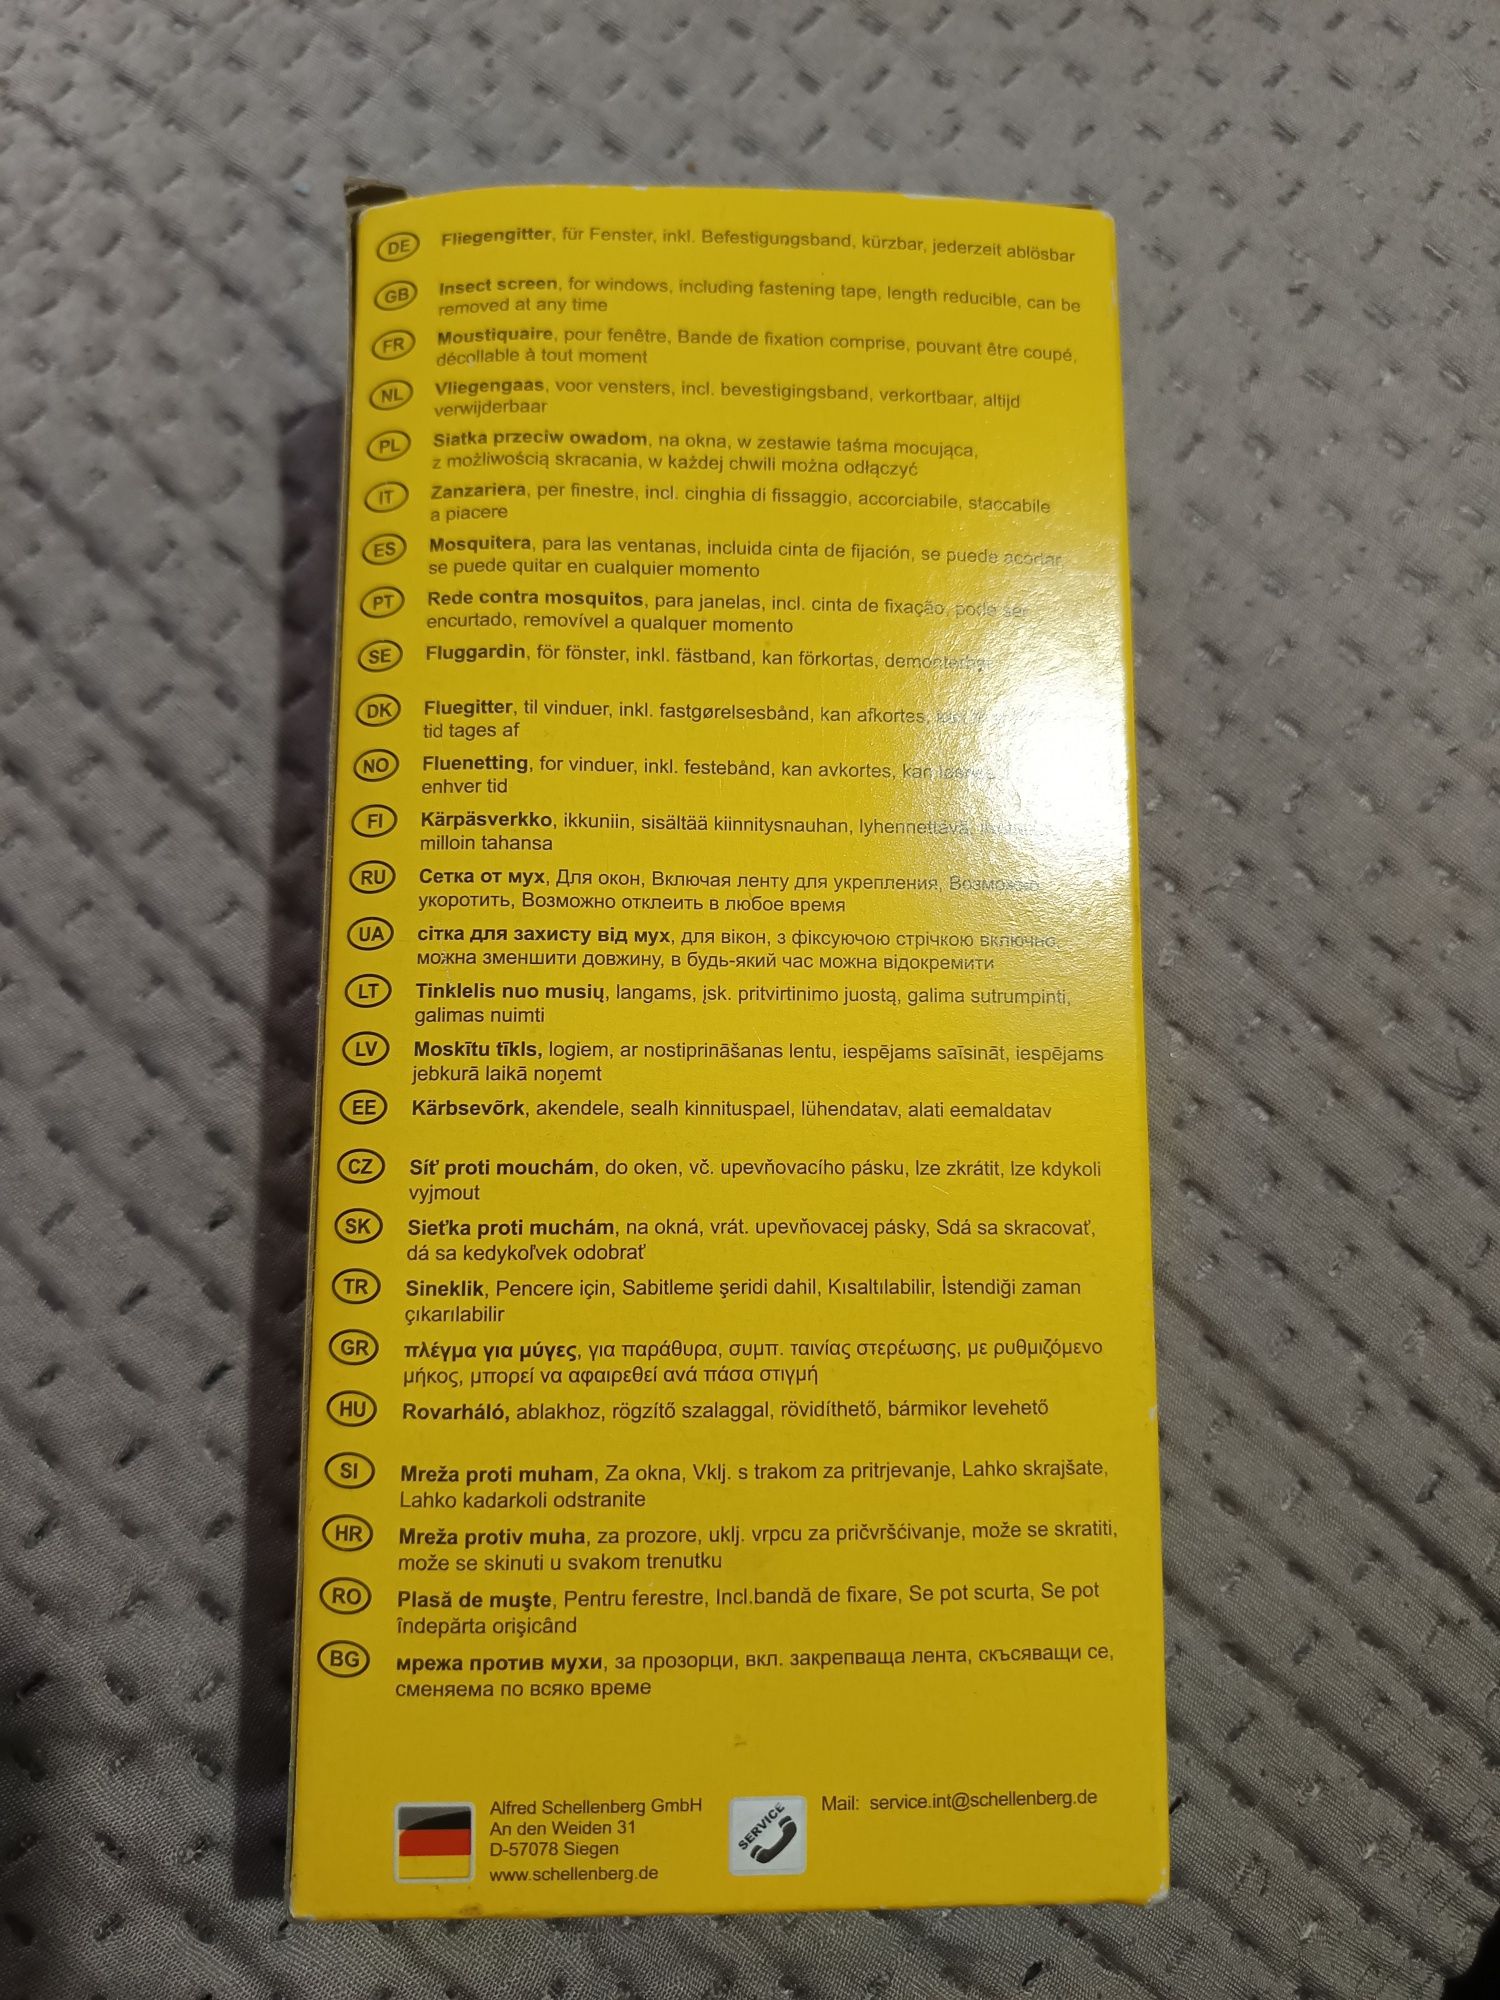 DE Fliegengitter, für Fenster, inkl. Befestigungsband, kürzbar, jederzeit ablösbar
GB Insect screen, for windows, including fastening tape, length reducible, can be
removed at any time
FR Moustiquaire, pour fenêtre, Bande de fixation comprise, pouvant être coupé,
décollable à tout moment
NL Vliegengaas, voor vensters, incl. bevestigingsband, verkortbaar, altijd
verwijderbaar
PL Siatka przeciw owadom, na okna, w zestawie taśma mocująca,
z możliwością skracania, w każdej chwili można odłączyć
IT Zanzariera, per finestre, incl. cinghia di fissaggio, accorciabile, staccabile
a piacere
ES Mosquitera, para las ventanas, incluida cinta de fijación, se puede acodar,
se puede quitar en cualquier momento
PT Rede contra mosquitos, para janelas, incl. cinta de fixação, pode ser
encurtado, removível a qualquer momento
SE Fluggardin, för fönster, inkl. fästband, kan förkortas, demonterbar
DK Fluegitter, til vinduer, inkl. fastgørelsesbånd, kan afkortes,
tid tages af
NO Fluenetting, for vinduer, inkl. festebånd, kan avkortes, kan
enhver tid
FI Kärpäsverkko, ikkuniin, sisältää kiinnitysnauhan, lyhennettävä,
milloin tahansa
RU Сетка от мух, Для окон, Включая ленту для укрепления, Возможно
укоротить, Возможно отклеить в любое время
UA сітка для захисту від мух, для вікон, з фіксуючою стрічкою включно,
можна зменшити довжину, в будь-який час можна відокремити
LT Tinklelis nuo musių, langams, įsk. pritvirtinimo juostą, galima sutrumpinti,
galimas nuimti
LV Moskītu tīkls, logiem, ar nostiprināšanas lentu, iespējams saīsināt, iespējams
jebkurā laikā noņemt
EE Kärbsevõrk, akendele, sealh kinnituspael, lühendatav, alati eemaldatav
CZ Síť proti mouchám, do oken, vč. upevňovacího pásku, lze zkrátit, lze kdykoli
vyjmout
SK Sieťka proti muchám, na okná, vrát. upevňovacej pásky, Sdá sa skracovať,
dá sa kedykoľvek odobrať
TR Sineklik, Pencere için, Sabitleme şeridi dahil, Kısaltılabilir, İstendiği zaman
çıkarılabilir
GR πλέγμα για μύγες, για παράθυρα, συμπ. ταινίας στερέωσης, με ρυθμιζόμενο
μήκος, μπορεί να αφαιρεθεί ανά πάσα στιγμή
HU Rovarháló, ablakhoz, rögzítő szalaggal, rövidíthető, bármikor levehető
SI Mreža proti muham, Za okna, Vklj. s trakom za pritrjevanje, Lahko skrajšate,
Lahko kadarkoli odstranite
HR Mreža protiv muha, za prozore, uklj. vrpcu za pričvršćivanje, može se skratiti,
može se skinuti u svakom trenutku
RO Plasă de muşte, Pentru ferestre, Incl.bandă de fixare, Se pot scurta, Se pot
îndepărta orişicând
BG мрежа против мухи, за прозорци, вкл. закрепваща лента, скъсяващи се,
сменяема по всяко време
Alfred Schellenberg GmbH
An den Weiden 31
D-57078 Siegen
www.schellenberg.de
SERVICE
Mail: service.int@schellenberg.de